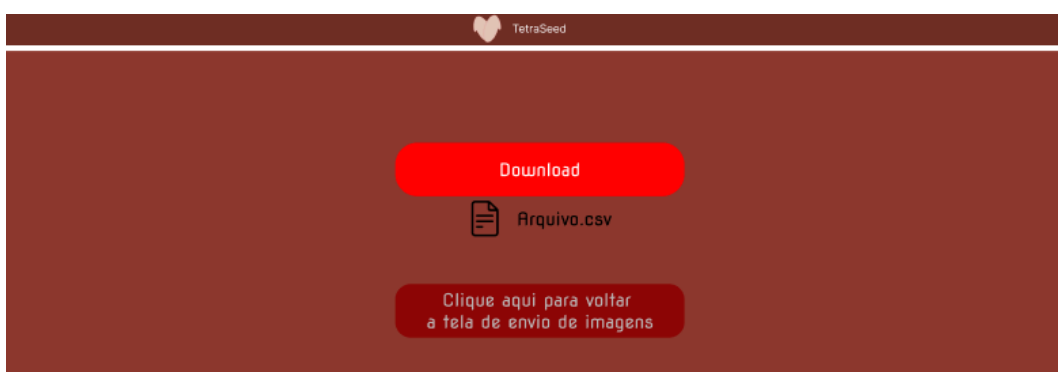 TetraSeed
Download
Arquivo.csv
Clique aqui para voltar
a tela de envio de imagens